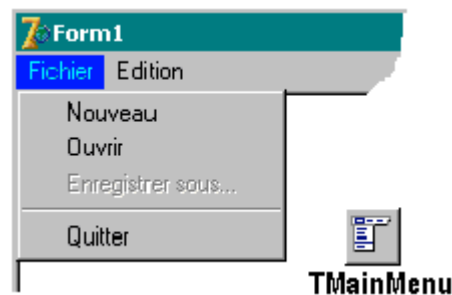 Form1
Fichier Edition
Nouveau
Ouvrir
Enregistrer sous...
Quitter
TMainMenu